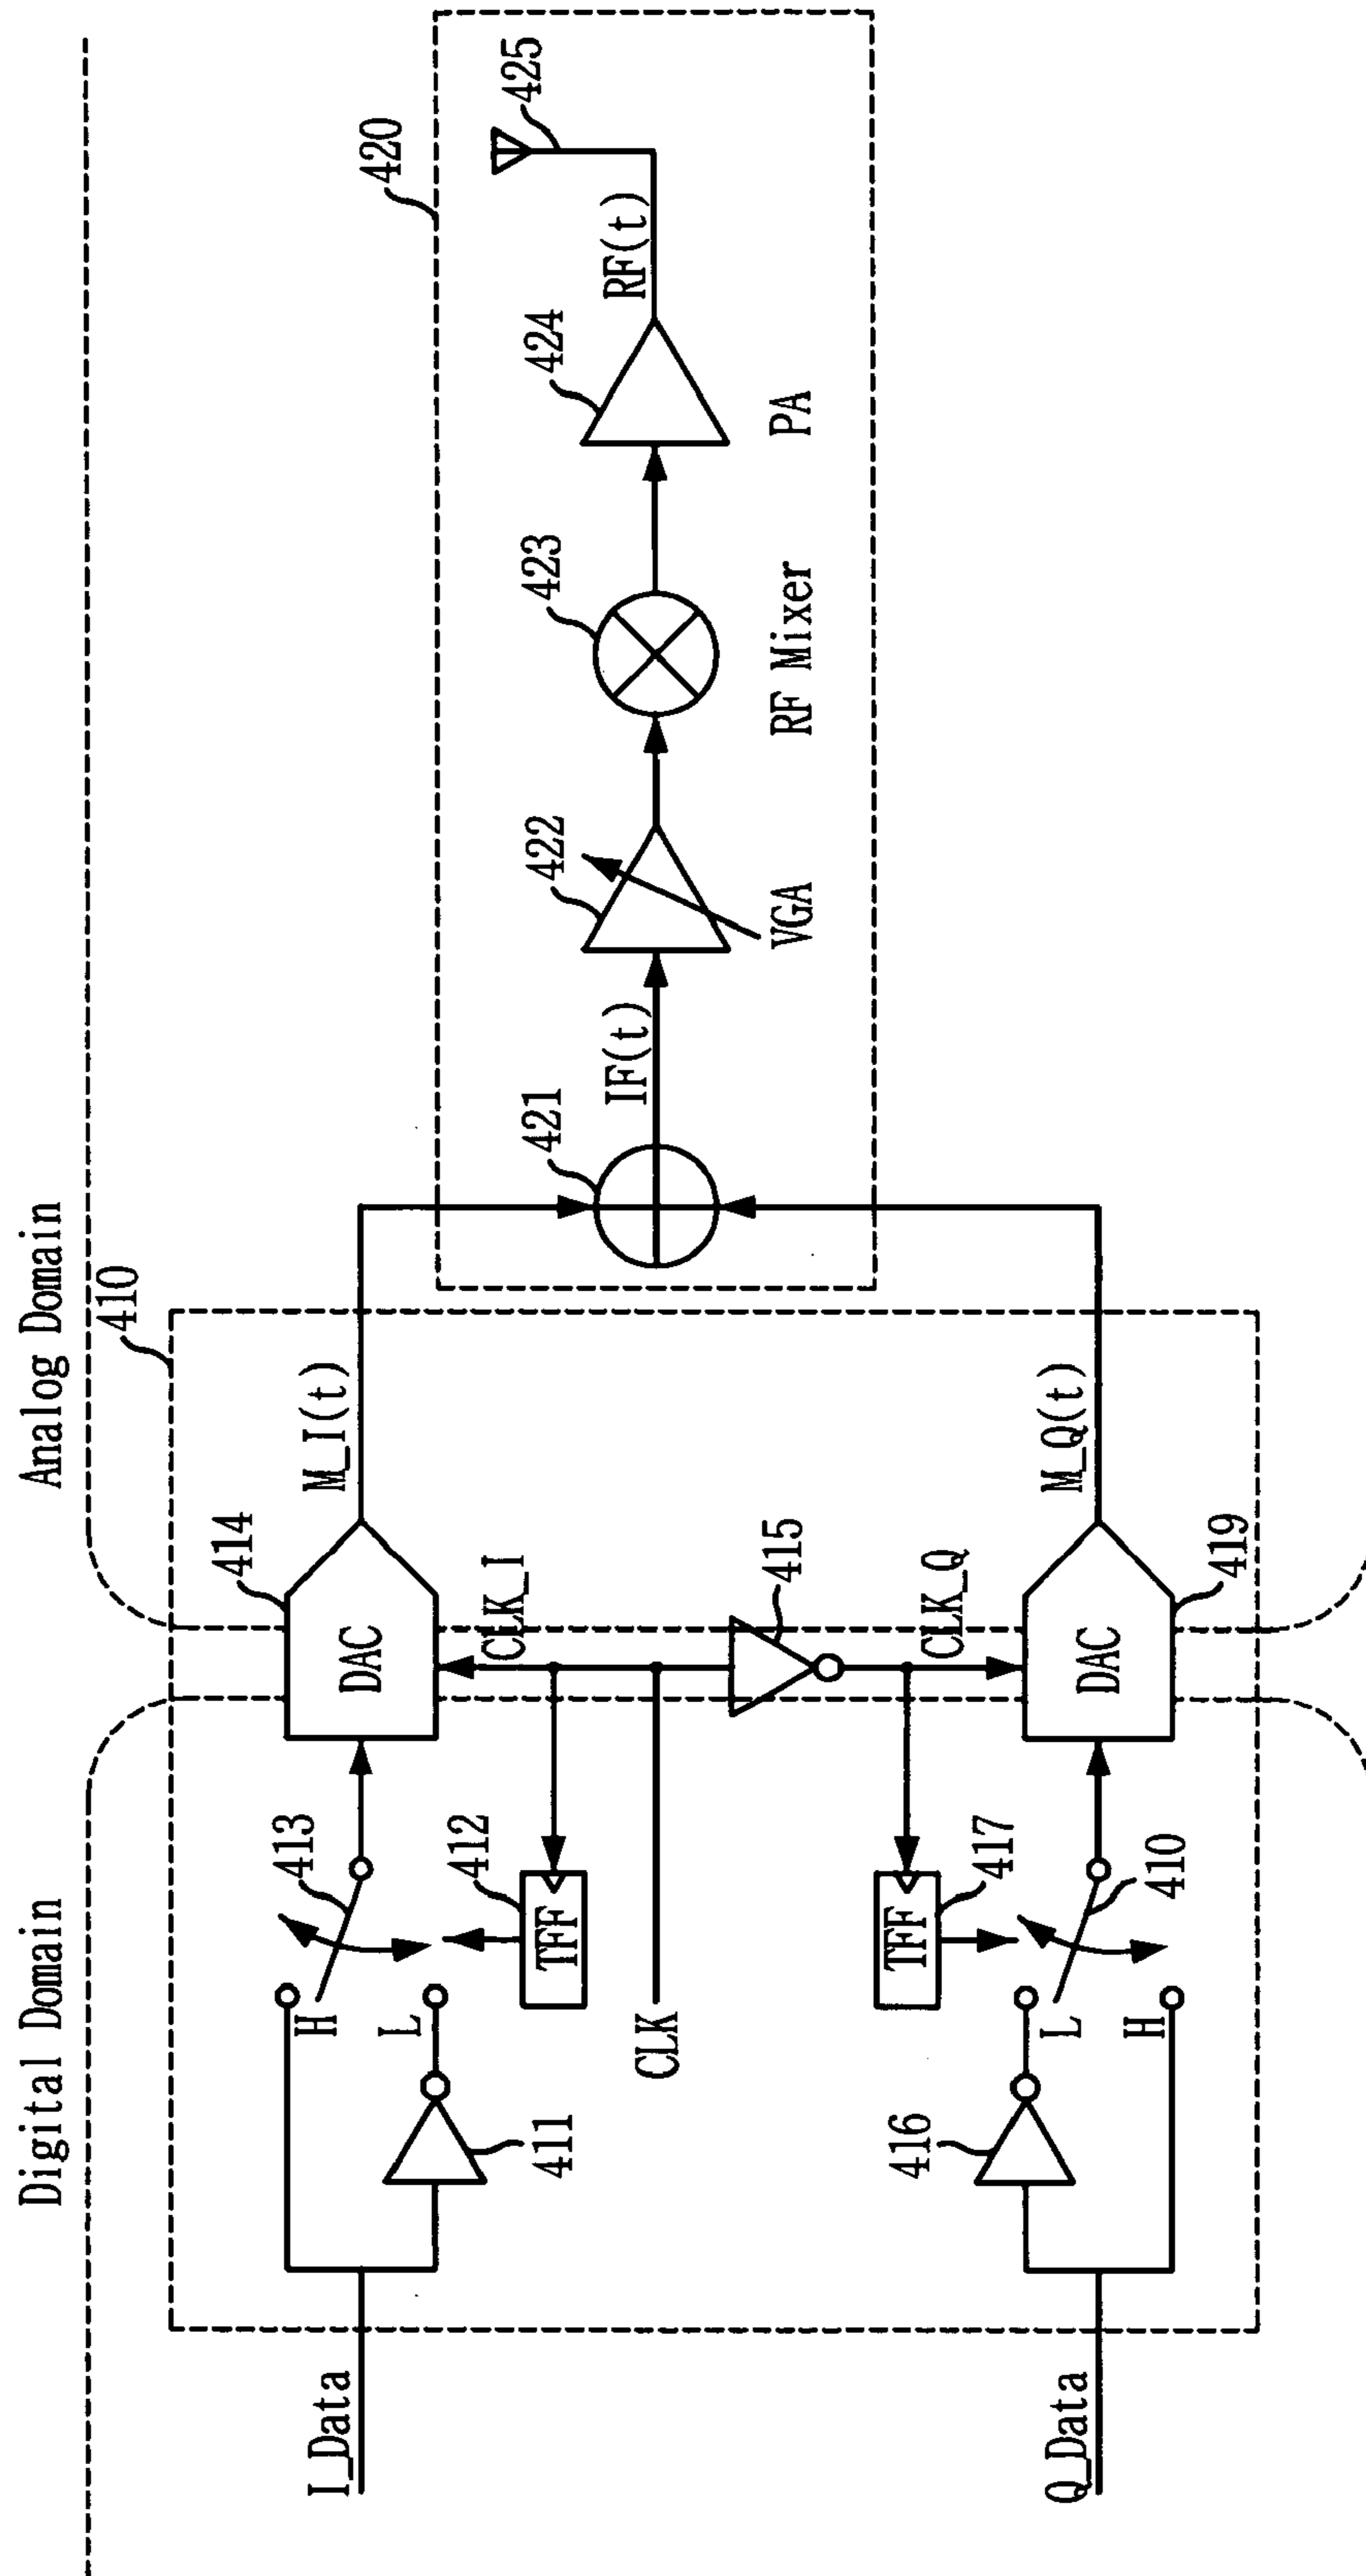 Digital Domain
Analog Domain
410
420
I_Data
H
L
411
413
412
TFF
414
DAC
M_I(t)
CLK_I
CLK
415
CLK_Q
421
IF(t)
422
VGA
423
RF Mixer
424
PA
RF(t)
425
416
417
TFF
L
H
410
DAC
419
M_Q(t)
Q_Data